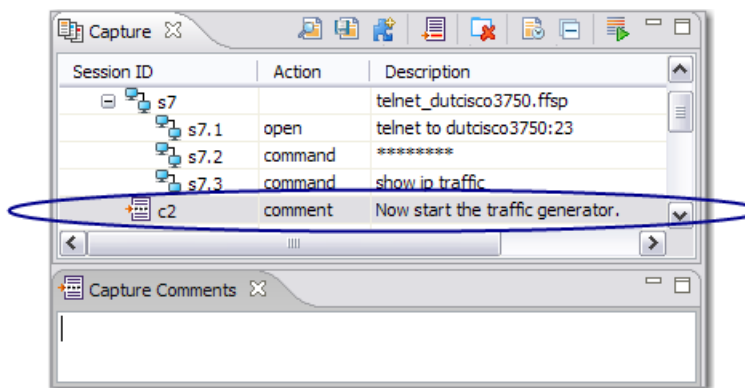 Capture
Session ID Action Description
s7 telnet_dutcisco3750.ffsp
s7.1 open telnet to dutcisco3750:23
s7.2 command ********
s7.3 command show ip traffic
c2 comment Now start the traffic generator.
Capture Comments